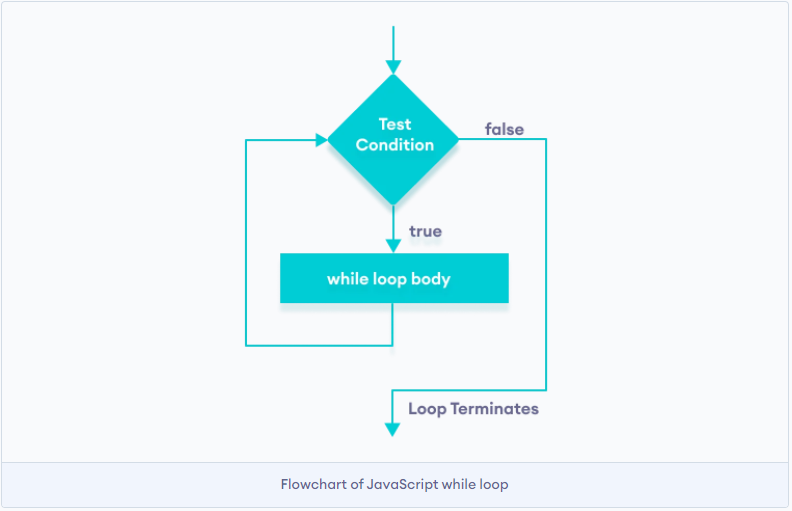 Test
Condition
false
true
while loop body
Loop Terminates
Flowchart of JavaScript while loop